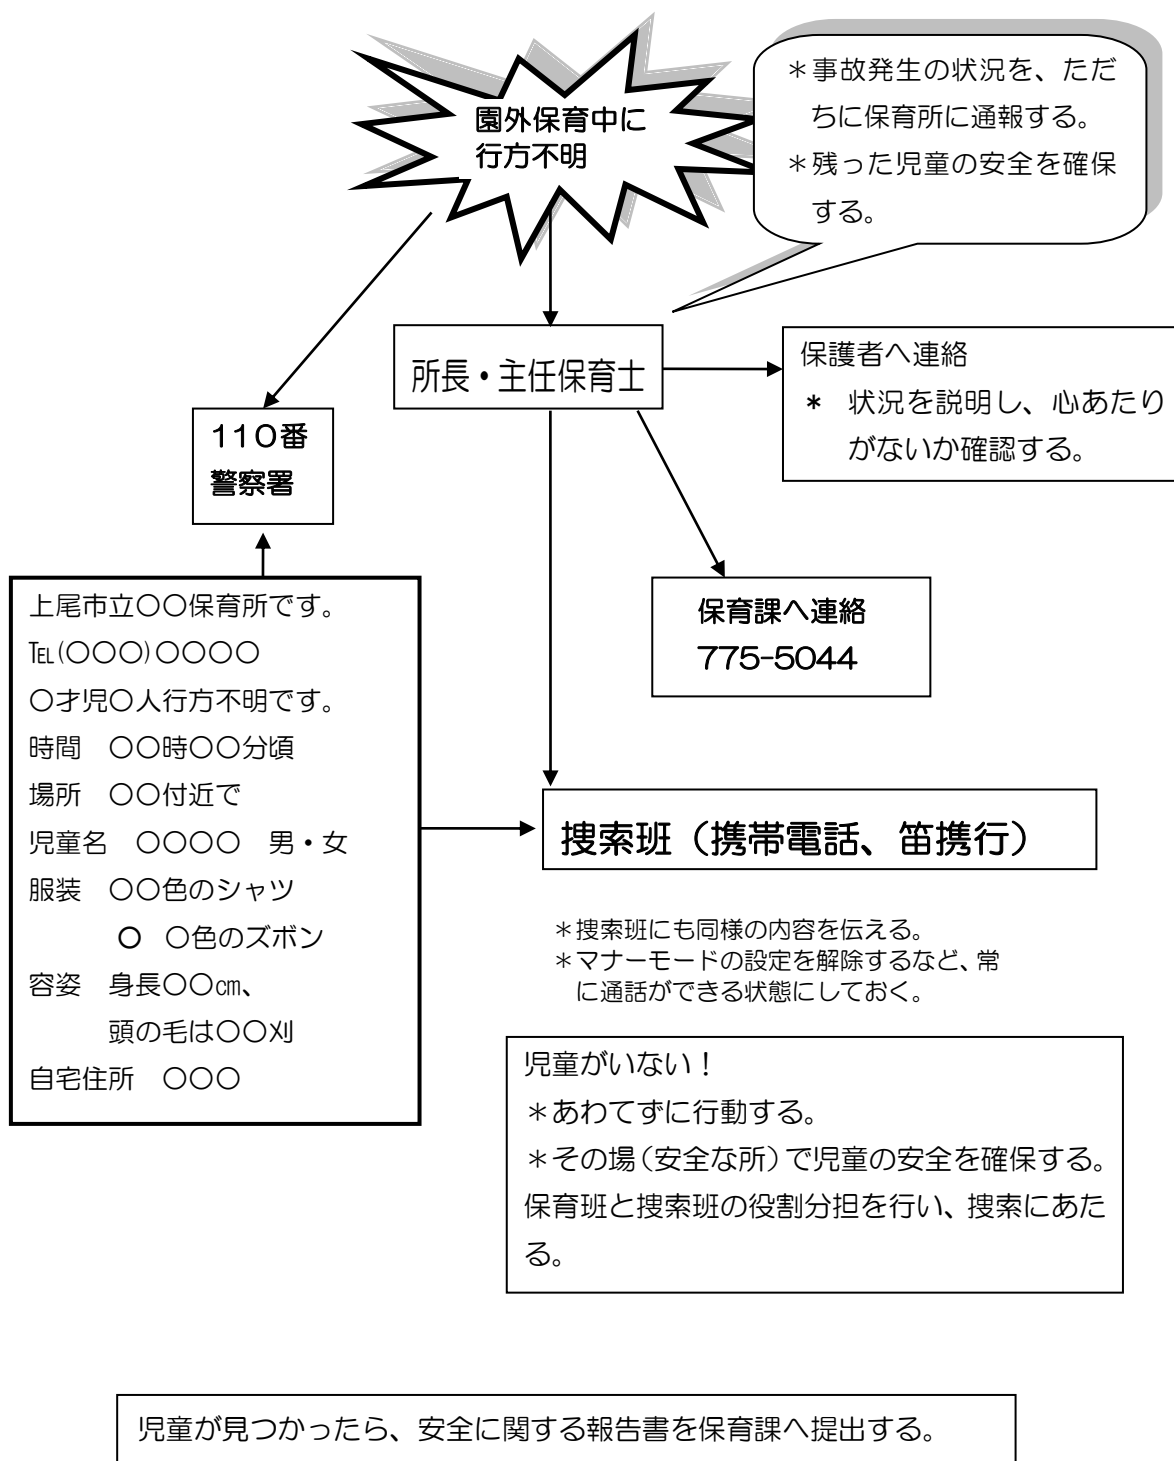 園外保育中に
行方不明
＊事故発生の状況を、ただ
ちに保育所に通報する。
＊残った児童の安全を確保
する。
所長・主任保育士
保護者へ連絡
* 状況を説明し、心あたり
がないか確認する。
110番
警察署
保育課へ連絡
775-5044
上尾市立〇〇保育所です。
℡(〇〇〇)〇〇〇〇
〇才児〇人行方不明です。
時間　〇〇時〇〇分頃
場所　〇〇付近で
児童名　〇〇〇〇　男・女
服装　〇〇色のシャツ
〇　〇色のズボン
容姿　身長〇〇㎝、
頭の毛は〇〇刈
自宅住所　〇〇〇
捜索班（携帯電話、笛携行）
＊捜索班にも同様の内容を伝える。
＊マナーモードの設定を解除するなど、常
に通話ができる状態にしておく。
児童がいない！
＊あわてずに行動する。
＊その場（安全な所）で児童の安全を確保する。
保育班と捜索班の役割分担を行い、捜索にあた
る。
児童が見つかったら、安全に関する報告書を保育課へ提出する。